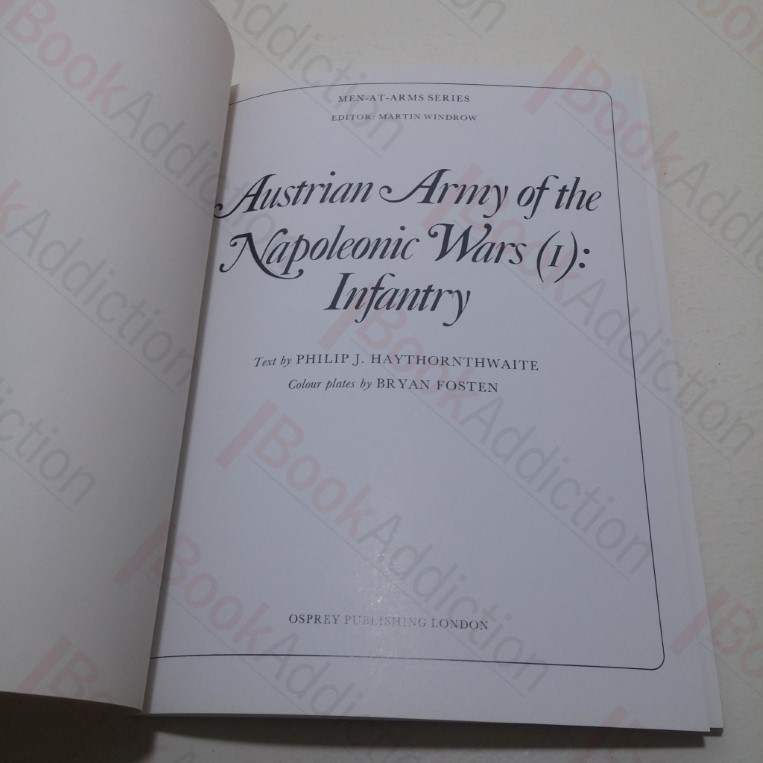 MEN-AT-ARMS SERIES
EDITOR: MARTIN WINDROW
Austrian Army of the
Napoleonic Wars (1):
Infantry
Text by PHILIP J. HAYTHORNTHWAITE
Colour plates by BRYAN FOSTEN
OSPREY PUBLISHING LONDON
BookAddiction